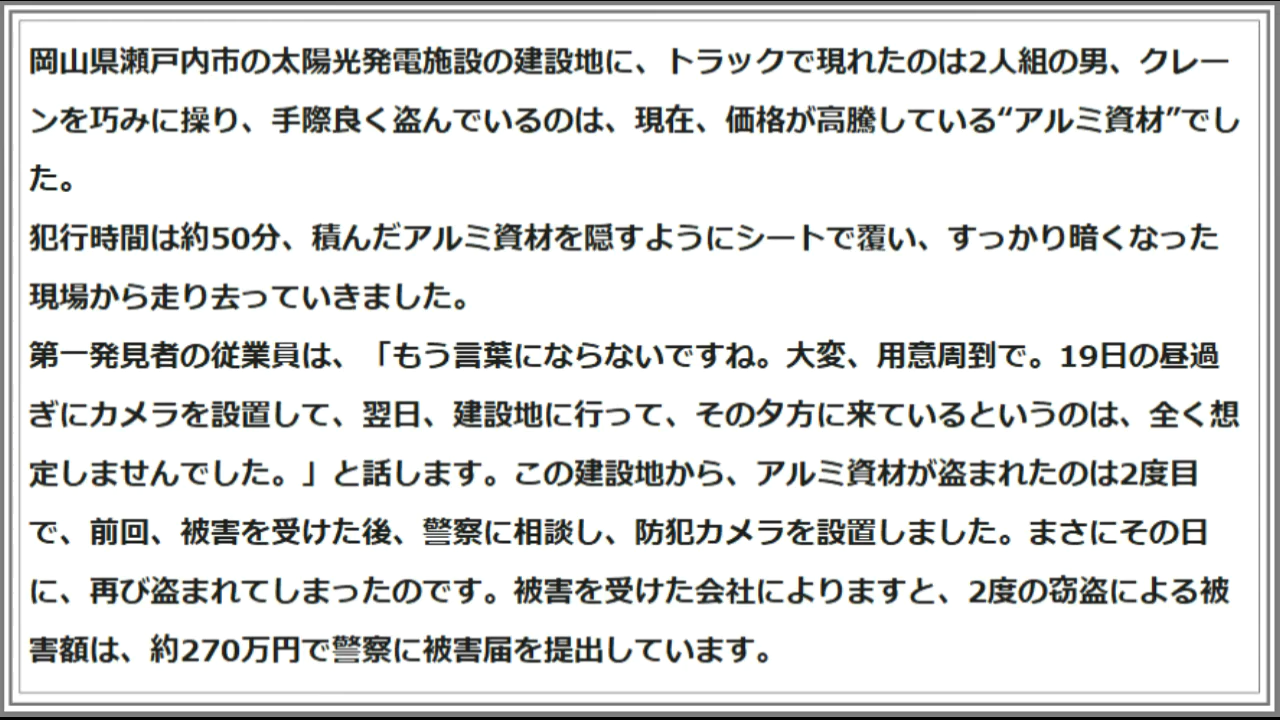 岡山県瀬戸内市の太陽光発電施設の建設地に、トラックで現れたのは2人組の男、クレー
ンを巧みに操り、手際良く盗んでいるのは、現在、価格が高騰している“アルミ資材”でし
た。
犯行時間は約50分、積んだアルミ資材を隠すようにシートで覆い、すっかり暗くなった
現場から走り去っていきました。
第一発見者の従業員は、「もう言葉にならないですね。大変、用意周到で。19日の昼過
ぎにカメラを設置して、翌日、建設地に行って、その夕方に来ているというのは、全く想
定しませんでした。」と話します。この建設地から、アルミ資材が盗まれたのは2度目
で、前回、被害を受けた後、警察に相談し、防犯カメラを設置しました。まさにその日
に、再び盗まれてしまったのです。被害を受けた会社によりますと、2度の窃盗による被
害額は、約270万円で警察に被害届を提出しています。